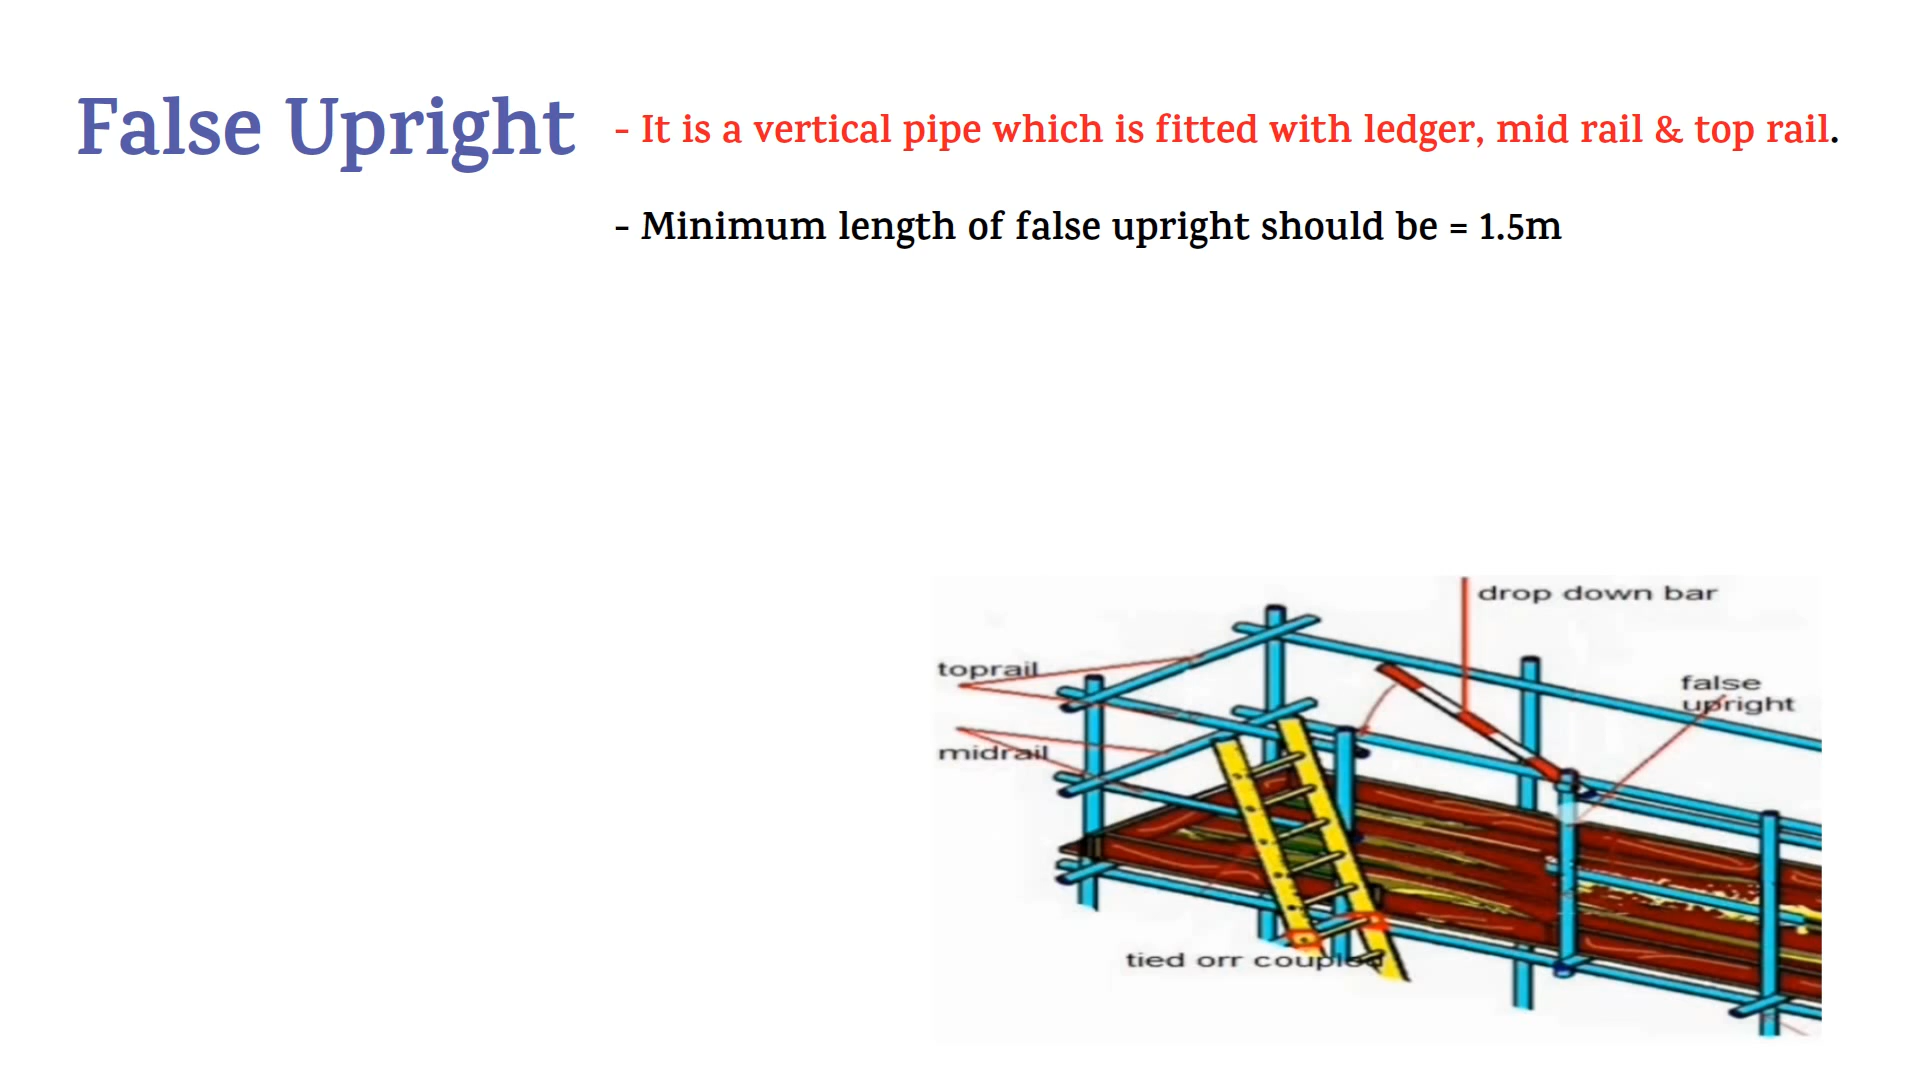 False Upright
- It is a vertical pipe which is fitted with ledger, mid rail & top rail.
- Minimum length of false upright should be = 1.5m
drop down bar
toprail
false
upright
midrail
tied orr coupled